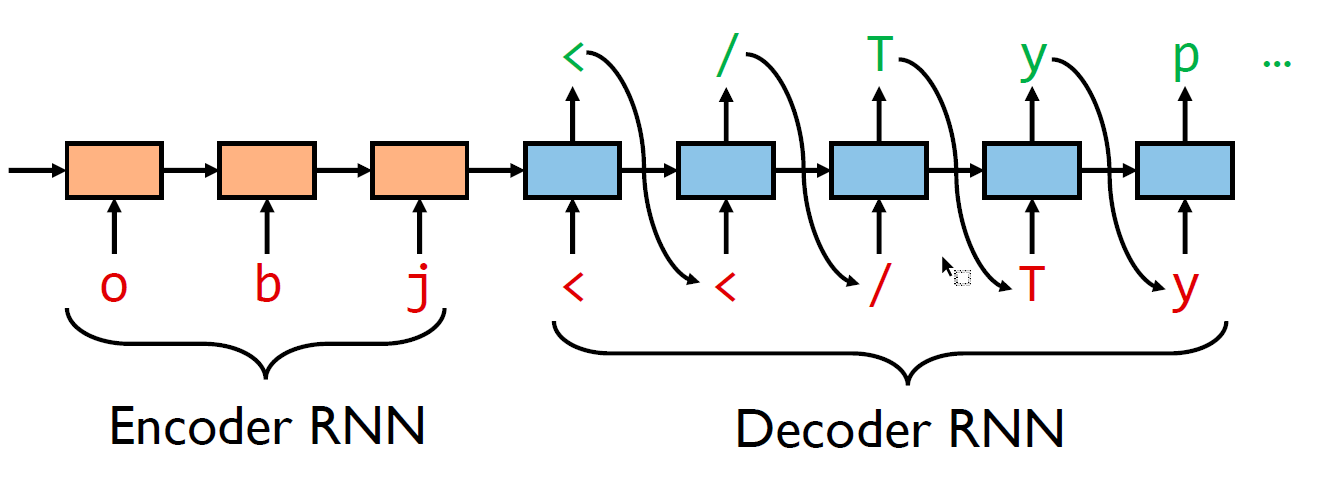 < / T y p ...
o b j < < / T y
Encoder RNN Decoder RNN